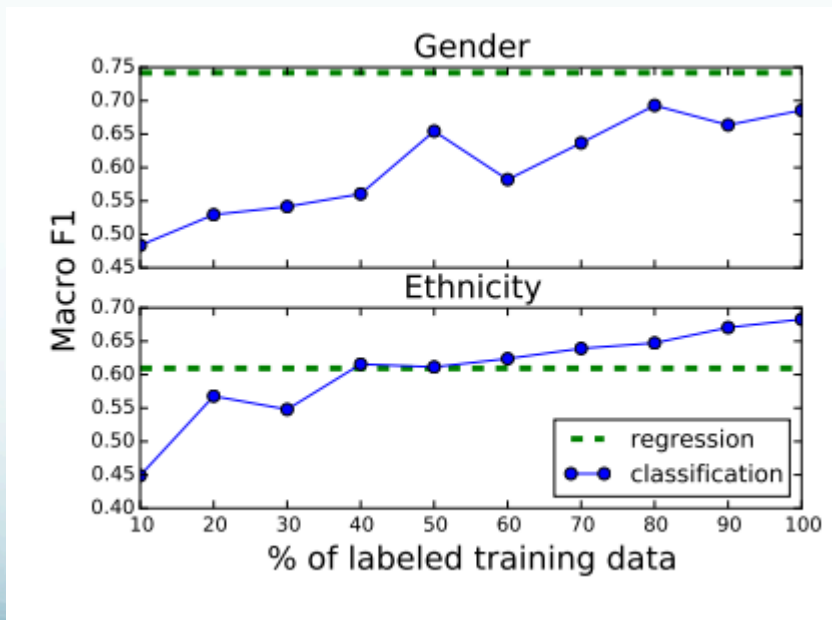 Gender
0.75
0.70
0.65
0.60
0.55
0.50
0.45
Macro F1
Ethnicity
0.70
0.65
0.60
0.55
0.50
0.45
0.40
regression
classification
10 20 30 40 50 60 70 80 90 100
% of labeled training data